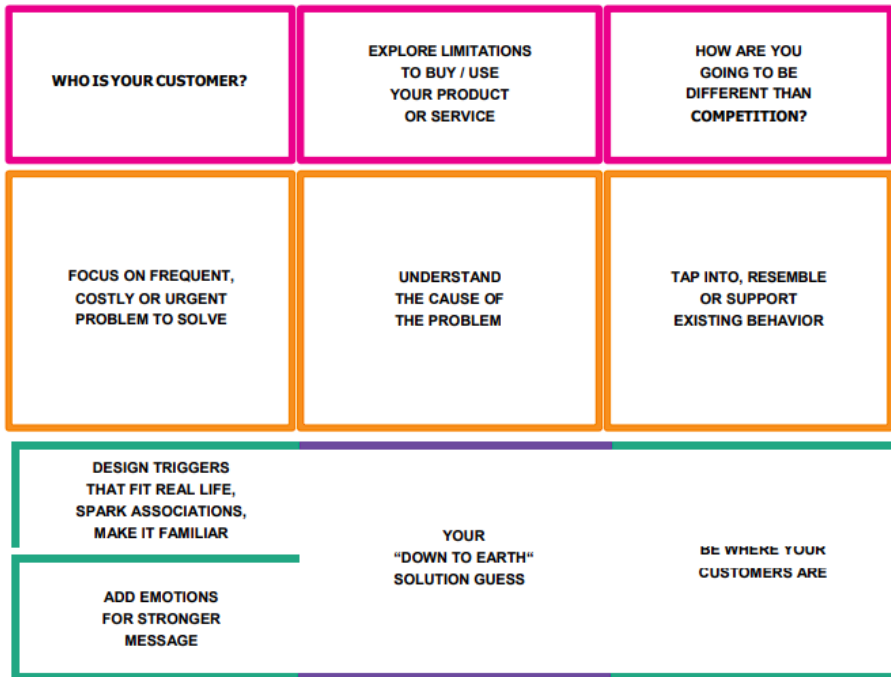 WHO IS YOUR CUSTOMER?
EXPLORE LIMITATIONS
TO BUY / USE
YOUR PRODUCT
OR SERVICE
HOW ARE YOU
GOING TO BE
DIFFERENT THAN
COMPETITION?
FOCUS ON FREQUENT,
COSTLY OR URGENT
PROBLEM TO SOLVE
UNDERSTAND
THE CAUSE OF
THE PROBLEM
TAP INTO, RESEMBLE
OR SUPPORT
EXISTING BEHAVIOR
DESIGN TRIGGERS
THAT FIT REAL LIFE,
SPARK ASSOCIATIONS,
MAKE IT FAMILIAR
ADD EMOTIONS
FOR STRONGER
MESSAGE
YOUR
“DOWN TO EARTH“
SOLUTION GUESS
BE WHERE YOUR
CUSTOMERS ARE